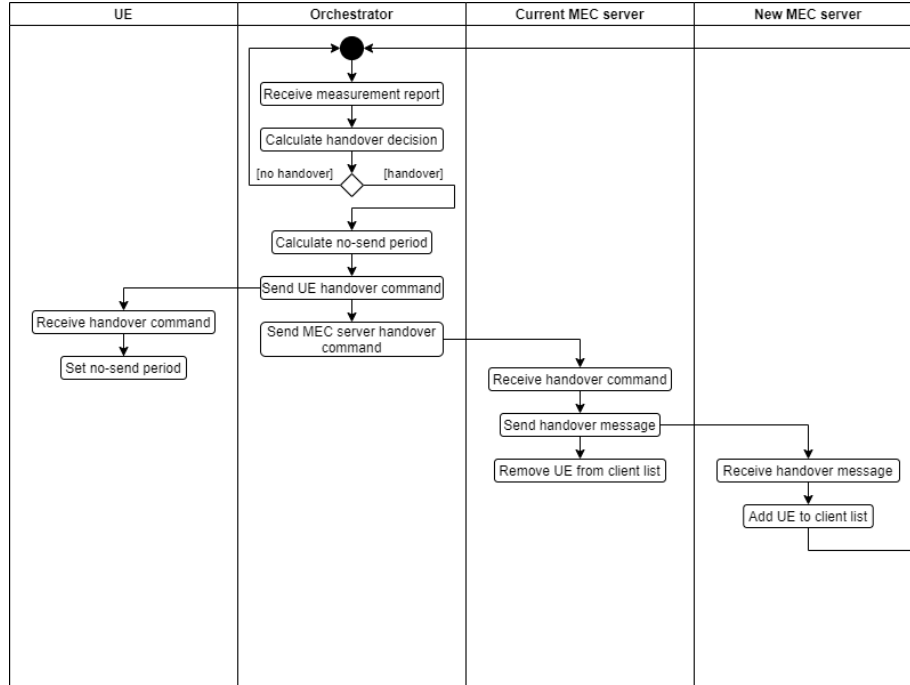 UE
Orchestrator
Current MEC server
New MEC server
Receive measurement report
Calculate handover decision
[no handover]
[handover]
Calculate no-send period
Send UE handover command
Receive handover command
Send MEC server handover
command
Set no-send period
Receive handover command
Send handover message
Remove UE from client list
Receive handover message
Add UE to client list